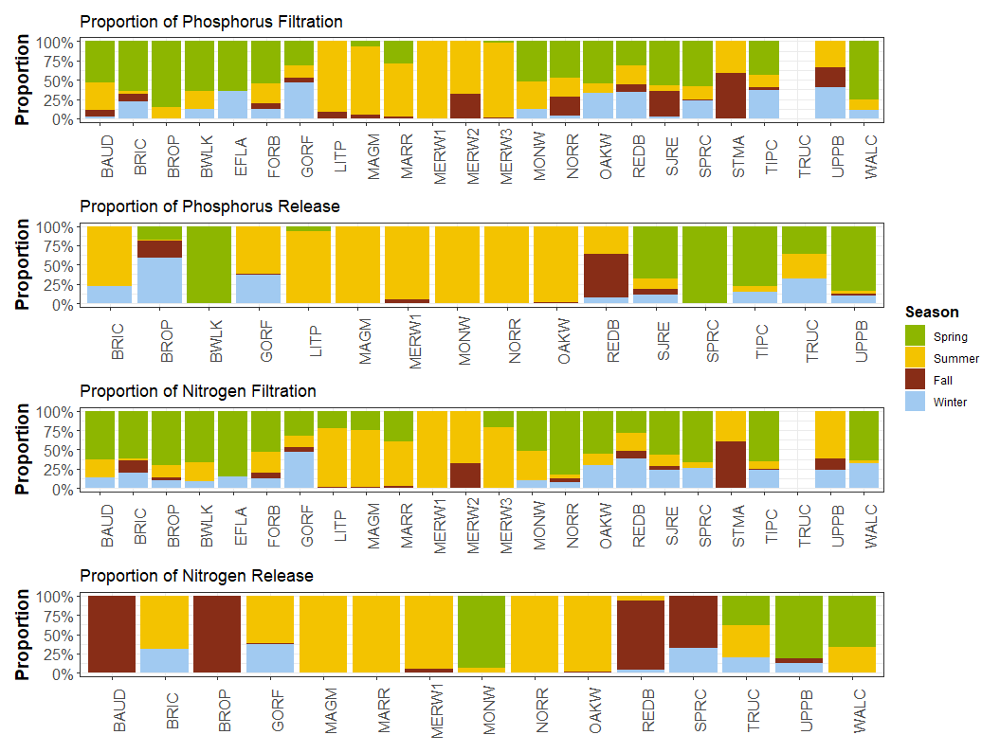 Proportion of Phosphorus Filtration
Proportion
100%
75%
50%
25%
0%
BAUD BRIC BROP BWLK EFLA FORB GORF LITP MAGM MARR MERW1 MERW2 MERW3 MONW NORR OAKW REDB SJRE SPRC STMA TIPC TRUC UPPB WALC
Proportion of Phosphorus Release
Proportion
100%
75%
50%
25%
0%
BRIC BROP BWLK GORF LITP MAGM MERW1 MONW NORR OAKW REDB SJRE SPRC TIPC TRUC UPPB
Season
Spring
Summer
Fall
Winter
Proportion of Nitrogen Filtration
Proportion
100%
75%
50%
25%
0%
BAUD BRIC BROP BWLK EFLA FORB GORF LITP MAGM MARR MERW1 MERW2 MERW3 MONW NORR OAKW REDB SJRE SPRC STMA TIPC TRUC UPPB WALC
Proportion of Nitrogen Release
Proportion
100%
75%
50%
25%
0%
BAUD BRIC BROP GORF MAGM MARR MERW1 MONW NORR OAKW REDB SPRC TRUC UPPB WALC